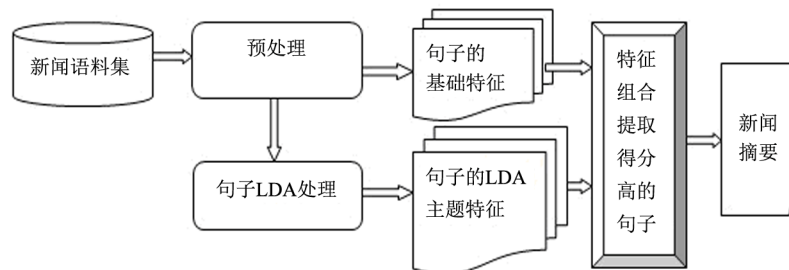 新闻语料集
预处理
句子的
基础特征
句子LDA处理
句子的LDA
主题特征
特征
组合
提取
得分
高的
句子
新闻
摘要